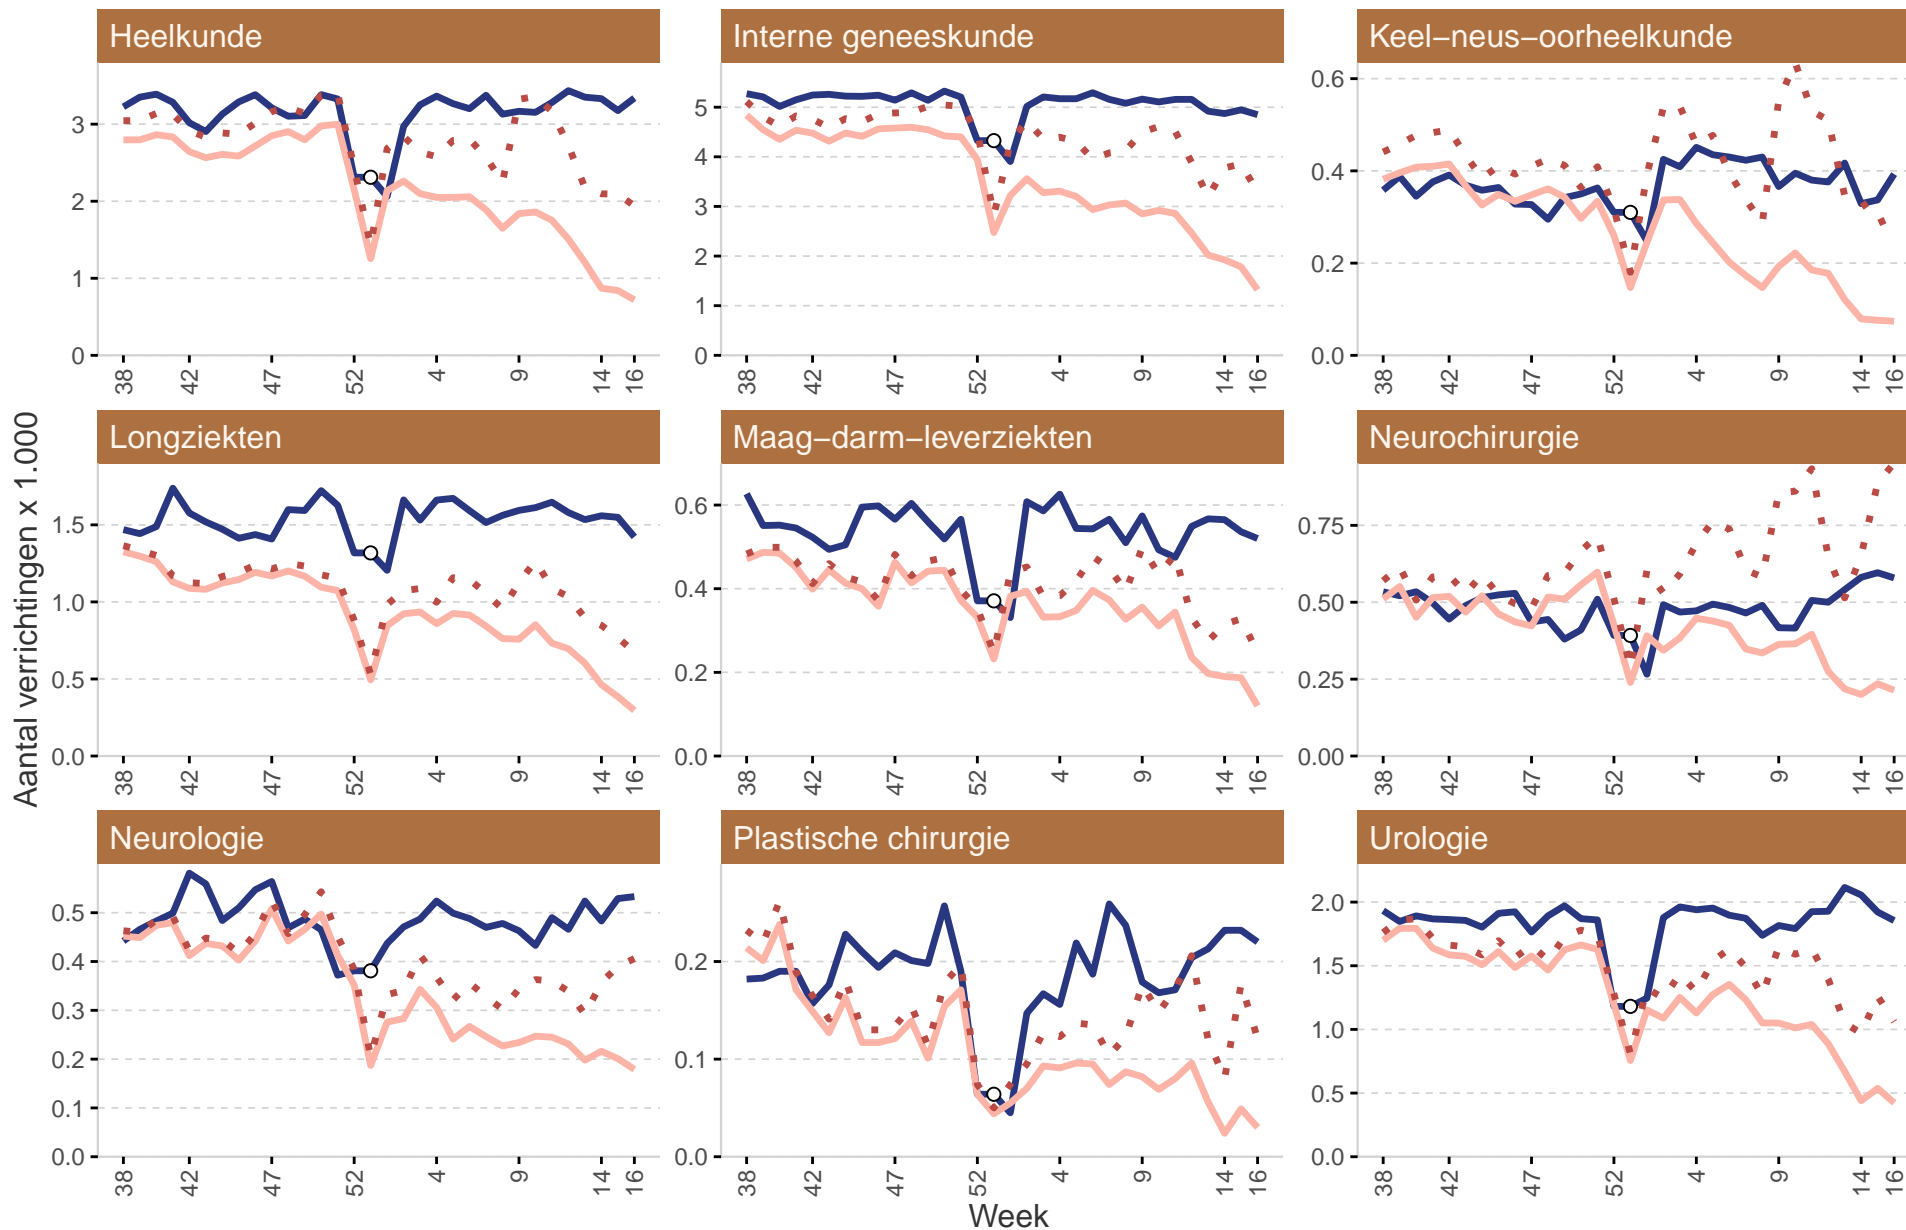 Heelkunde
Interne geneeskunde
Keel−neus−oorheelkunde
3
2
1
0
5
4
3
2
1
0
0.6
0.4
0.2
0.0
38 42 47 52 4 9 14 16
38 42 47 52 4 9 14 16
38 42 47 52 4 9 14 16
Aantal verrichtingen x 1.000
Longziekten
Maag−darm−leverziekten
Neurochirurgie
1.5
1.0
0.5
0.0
0.6
0.4
0.2
0.0
0.75
0.50
0.25
0.00
38 42 47 52 4 9 14 16
38 42 47 52 4 9 14 16
38 42 47 52 4 9 14 16
Neurologie
Plastische chirurgie
Urologie
0.5
0.4
0.3
0.2
0.1
0.0
0.2
0.1
0.0
2.0
1.5
1.0
0.5
0.0
38 42 47 52 4 9 14 16
38 42 47 52 4 9 14 16
38 42 47 52 4 9 14 16
Week